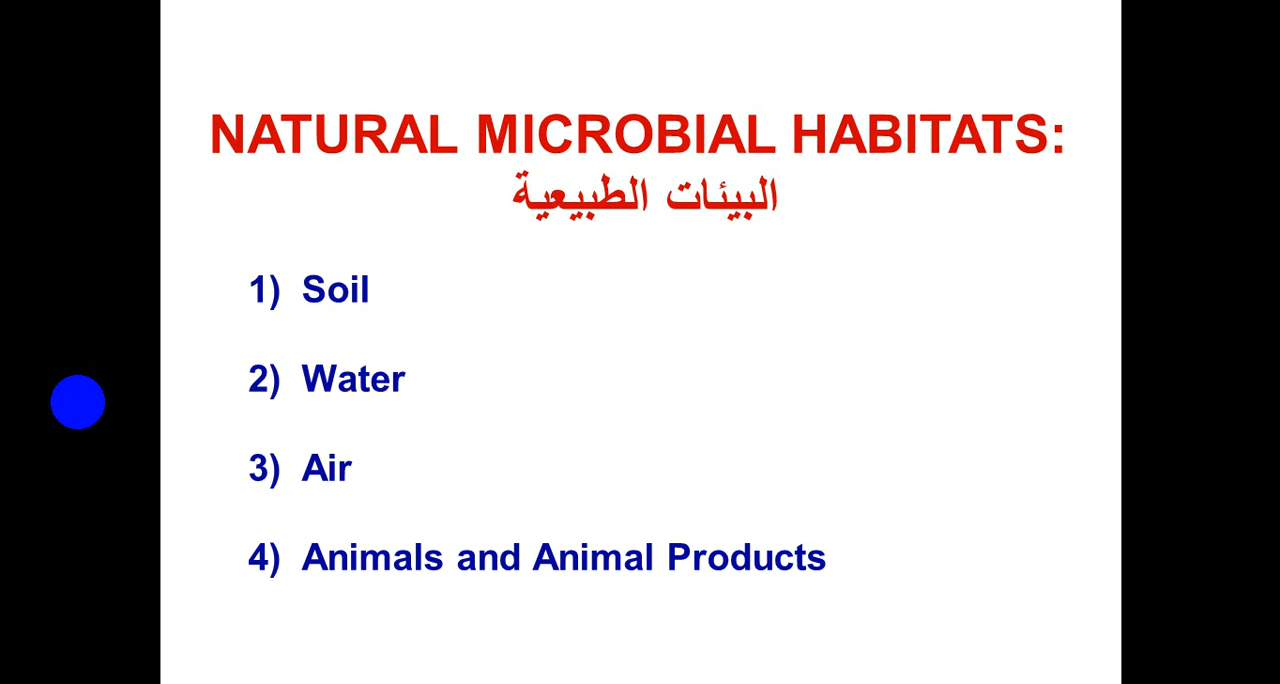 NATURAL MICROBIAL HABITATS:
البيئات الطبيعية
1) Soil
2) Water
3) Air
4) Animals and Animal Products